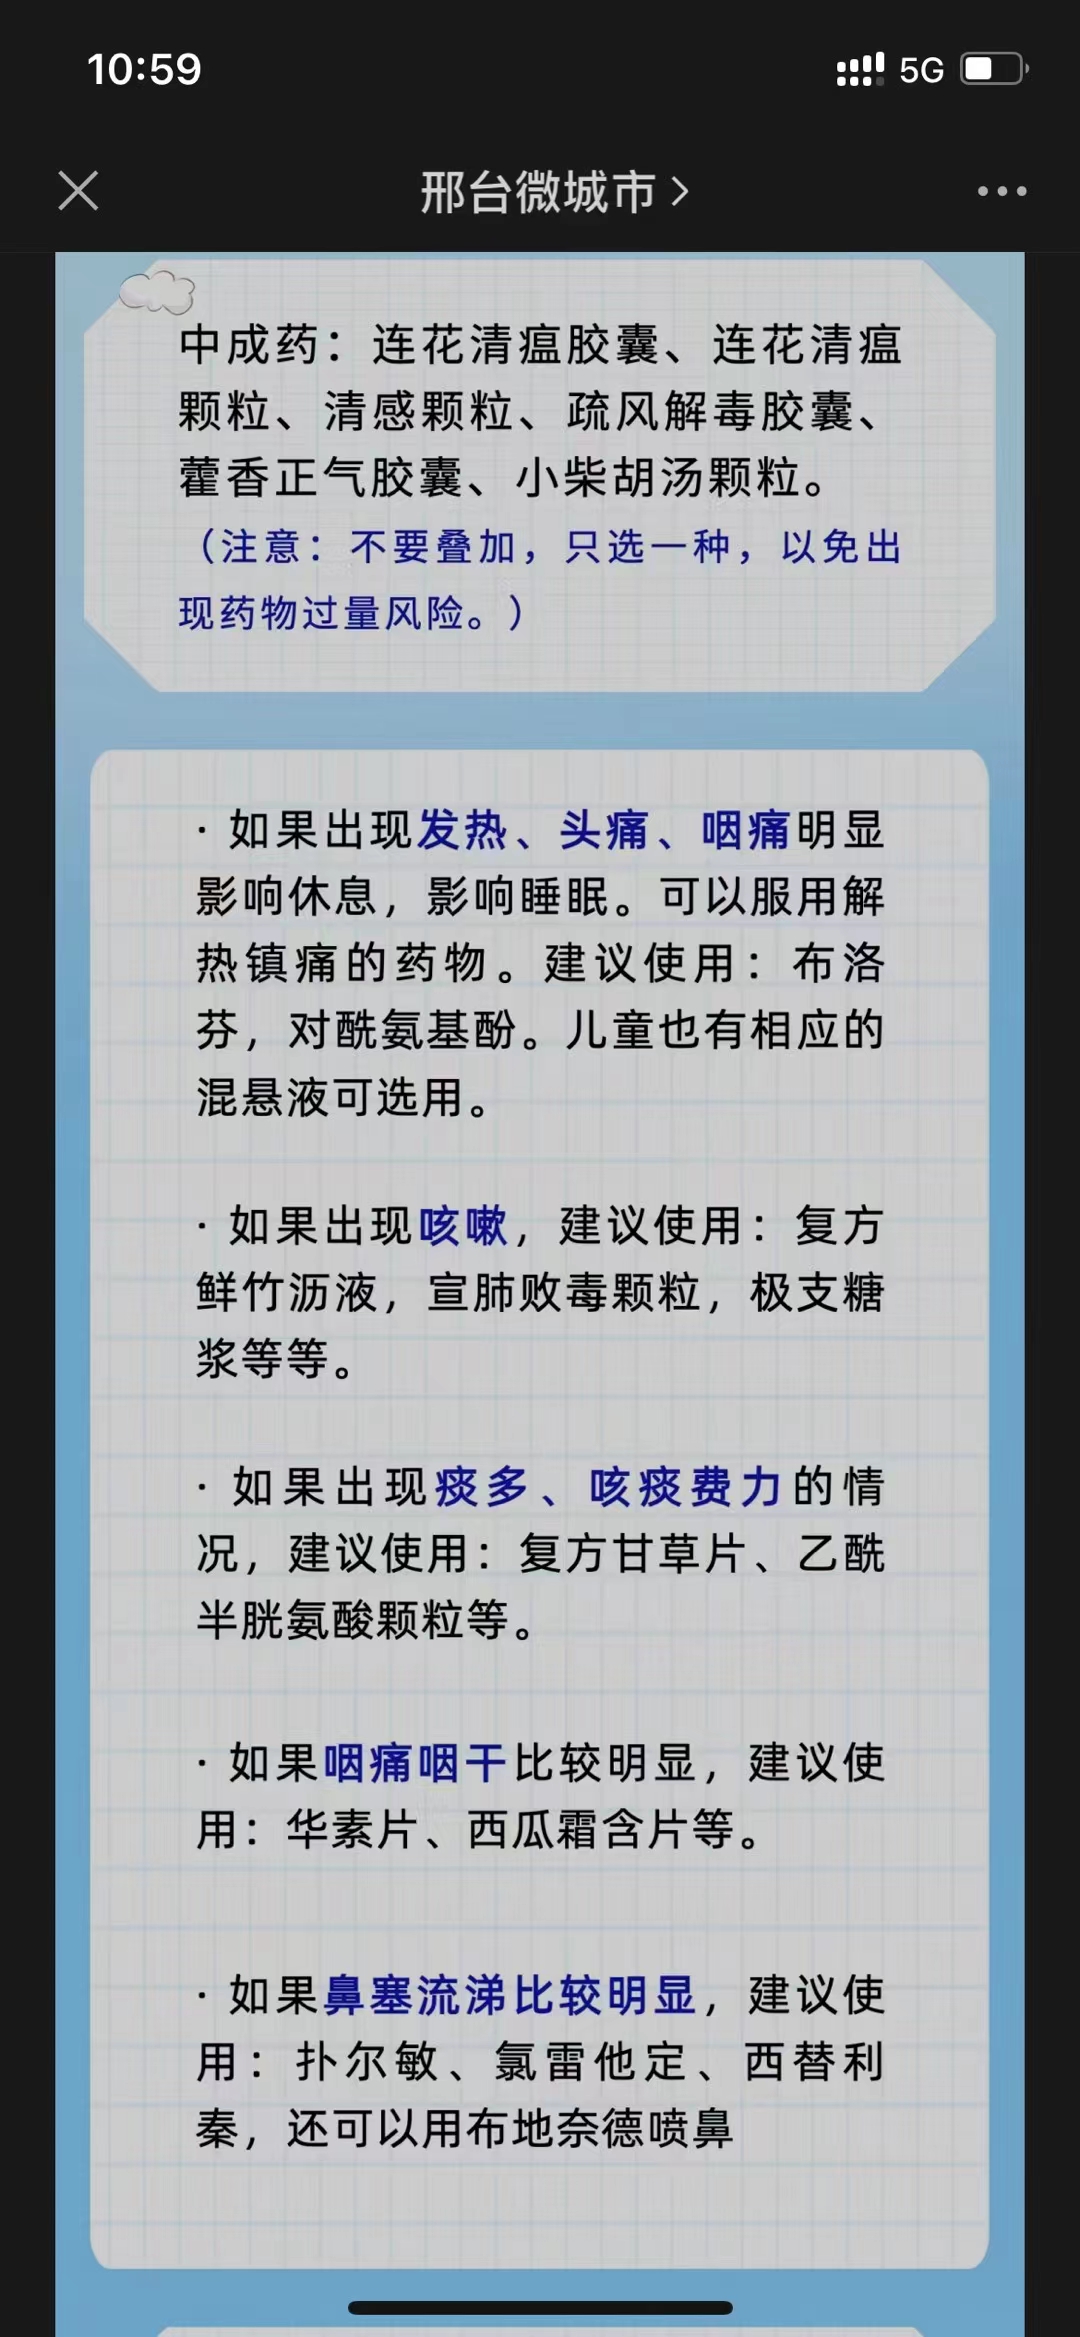 10:59
5G
邢台微城市
中成药：连花清瘟胶囊、连花清瘟
颗粒、清感颗粒、疏风解毒胶囊、
藿香正气胶囊、小柴胡汤颗粒。
（注意：不要叠加，只选一种，以免出
现药物过量风险。）
· 如果出现发热、头痛、咽痛明显
影响休息，影响睡眠。可以服用解
热镇痛的药物。建议使用：布洛
芬，对酰氨基酚。儿童也有相应的
混悬液可选用。
· 如果出现咳嗽，建议使用：复方
鲜竹沥液，宣肺败毒颗粒，极支糖
浆等等。
· 如果出现痰多、咳痰费力的情
况，建议使用：复方甘草片、乙酰
半胱氨酸颗粒等。
· 如果咽痛咽干比较明显，建议使
用：华素片、西瓜霜含片等。
· 如果鼻塞流涕比较明显，建议使
用：扑尔敏、氯雷他定、西替利
秦，还可以用布地奈德喷鼻